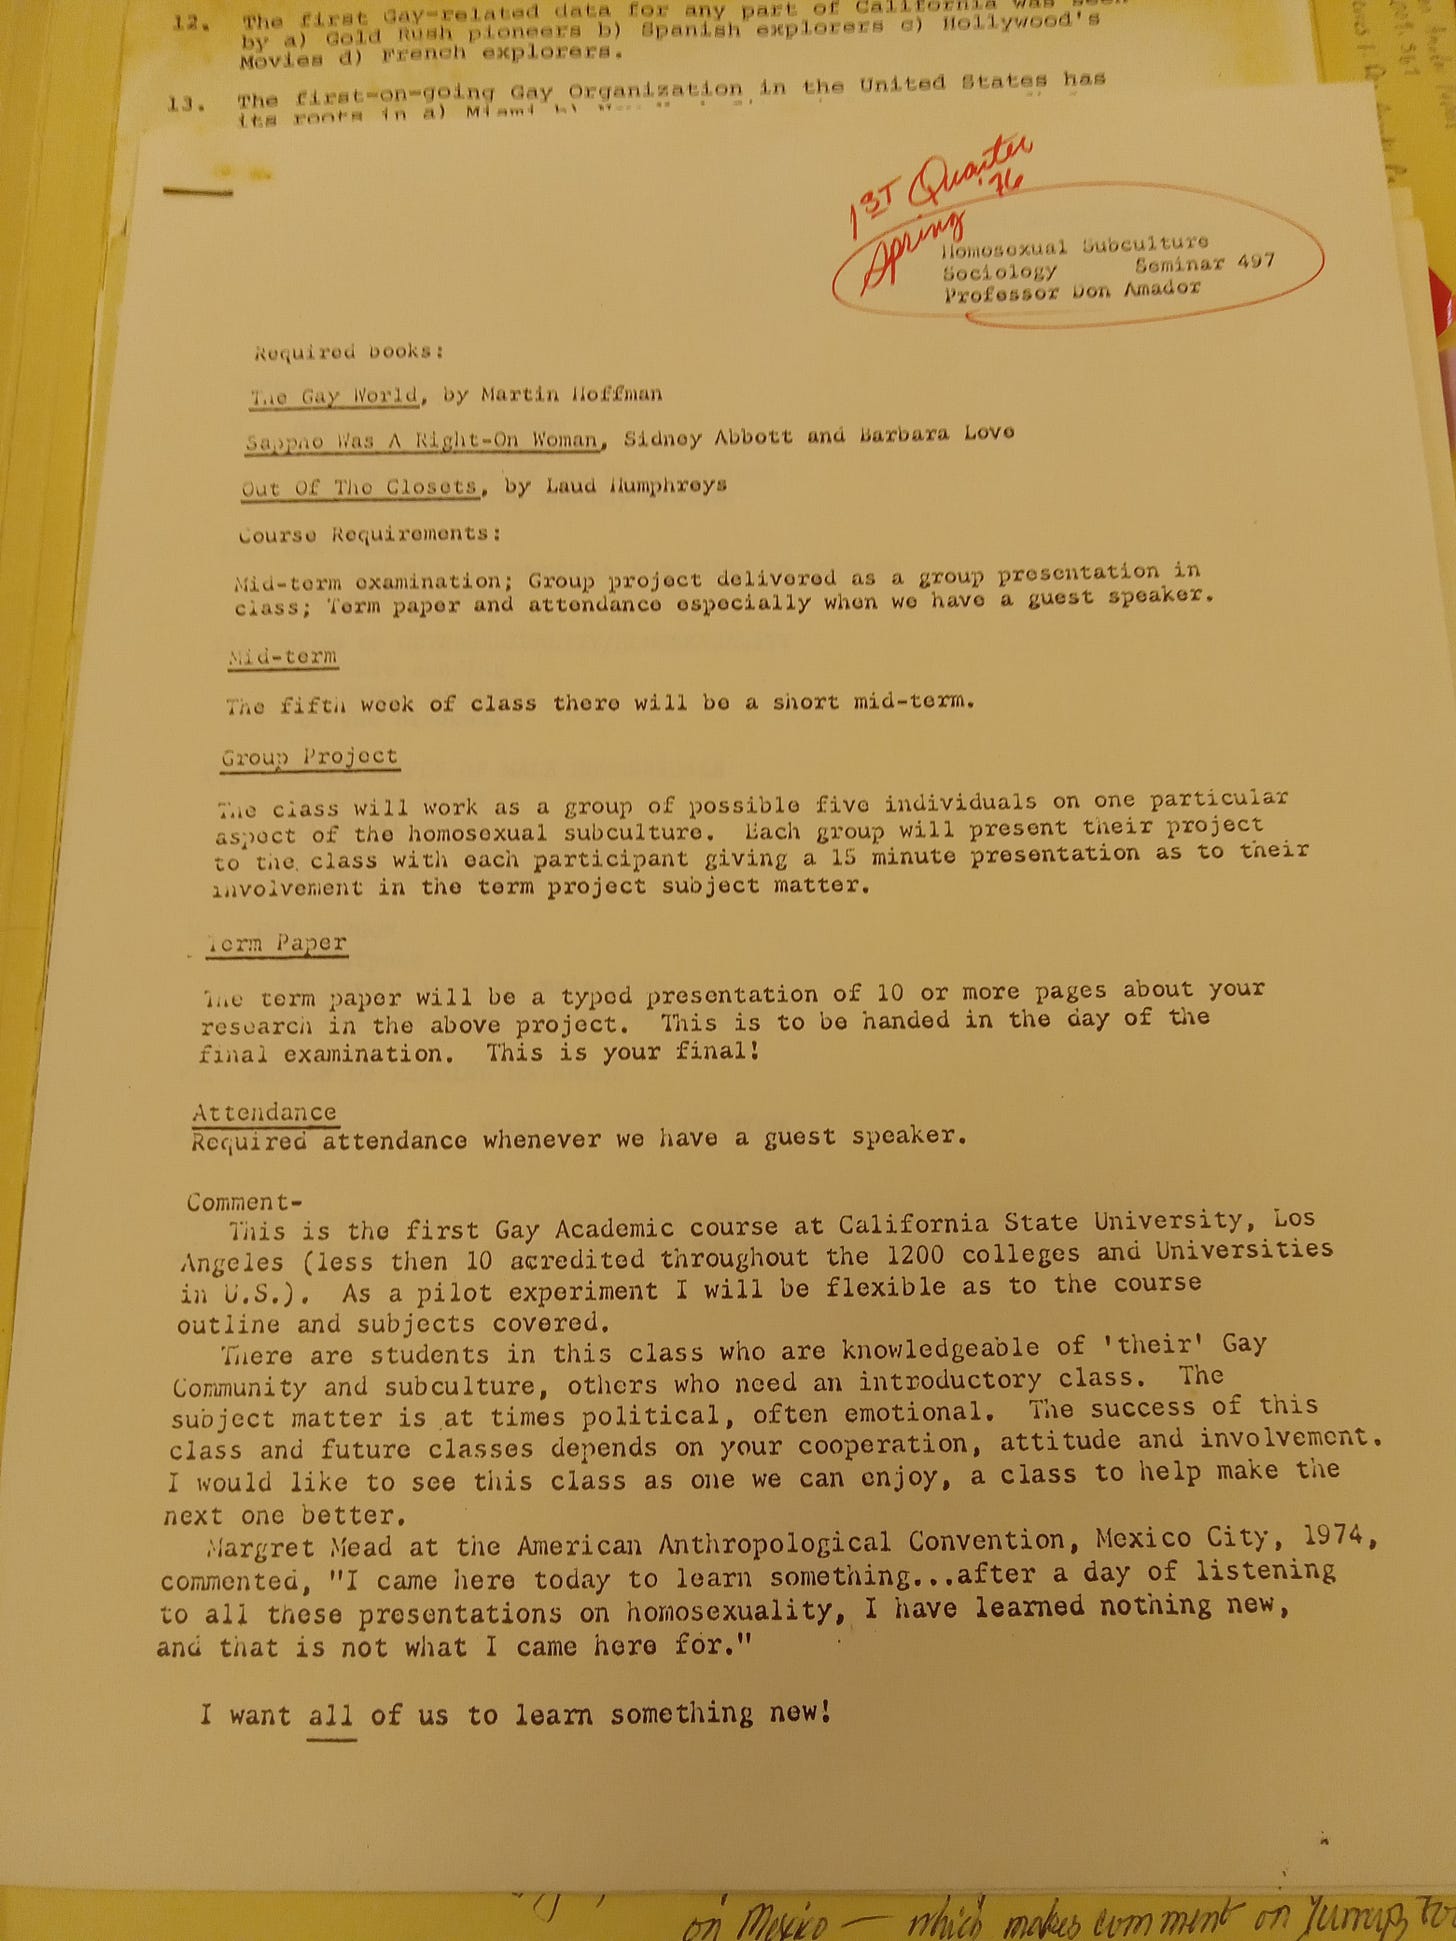 12. The first Gay-related data for any part of California was seen
by a) Gold Rush pioneers b) Spanish explorers c) Hollywood's
Movies d) French explorers.
13. The first-on-going Gay Organization in the United States has
its roots in a) Miami b)
1ST Quarter
Spring '76
Homosexual Subculture
Sociology Seminar 497
Professor Don Amador
Required books:
The Gay World, by Martin Hoffman
Sappho Was A Right-On Woman, Sidney Abbott and Barbara Love
Out Of The Closets, by Laud Humphreys
Course Requirements:
Mid-term examination; Group project delivered as a group presentation in
class; Term paper and attendance especially when we have a guest speaker.
Mid-term
The fifth week of class there will be a short mid-term.
Group Project
The class will work as a group of possible five individuals on one particular
aspect of the homosexual subculture. Each group will present their project
to the class with each participant giving a 15 minute presentation as to their
involvement in the term project subject matter.
Term Paper
The term paper will be a typed presentation of 10 or more pages about your
research in the above project. This is to be handed in the day of the
final examination. This is your final!
Attendance
Required attendance whenever we have a guest speaker.
Comment-
This is the first Gay Academic course at California State University, Los
Angeles (less then 10 acredited throughout the 1200 colleges and Universities
in U.S.). As a pilot experiment I will be flexible as to the course
outline and subjects covered.
There are students in this class who are knowledgeable of 'their' Gay
Community and subculture, others who need an introductory class. The
subject matter is at times political, often emotional. The success of this
class and future classes depends on your cooperation, attitude and involvement.
I would like to see this class as one we can enjoy, a class to help make the
next one better.
Margret Mead at the American Anthropological Convention, Mexico City, 1974,
commented, "I came here today to learn something...after a day of listening
to all these presentations on homosexuality, I have learned nothing new,
and that is not what I came here for."
I want all of us to learn something new!
on Mexico — which makes comment on